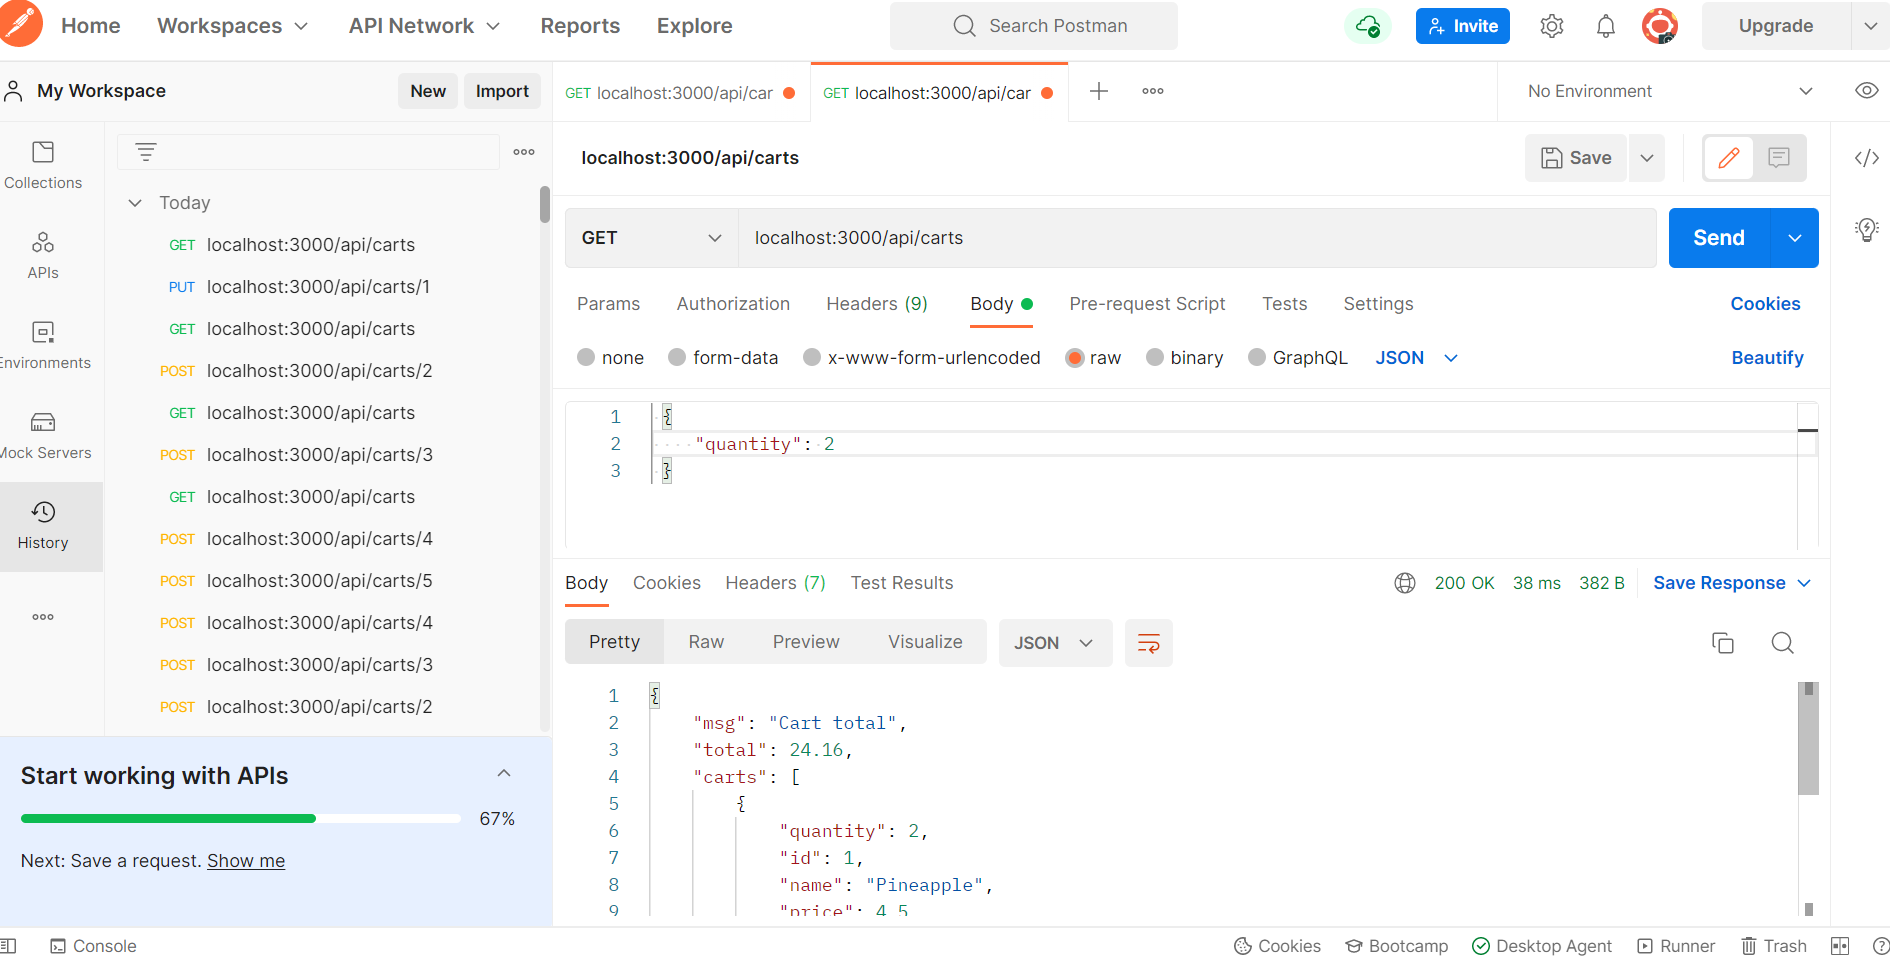 Home Workspaces API Network Reports Explore Search Postman Invite Upgrade
My Workspace New Import
GET localhost:3000/api/car GET localhost:3000/api/car No Environment
Collections
APIs
Environments
Mock Servers
History
Today
GET localhost:3000/api/carts
PUT localhost:3000/api/carts/1
GET localhost:3000/api/carts
POST localhost:3000/api/carts/2
GET localhost:3000/api/carts
POST localhost:3000/api/carts/3
GET localhost:3000/api/carts
POST localhost:3000/api/carts/4
POST localhost:3000/api/carts/5
POST localhost:3000/api/carts/4
POST localhost:3000/api/carts/3
POST localhost:3000/api/carts/2
Start working with APIs
67%
Next: Save a request. Show me
localhost:3000/api/carts Save
GET localhost:3000/api/carts Send
Params Authorization Headers (9) Body Pre-request Script Tests Settings Cookies
none form-data x-www-form-urlencoded raw binary GraphQL JSON Beautify
1 {
2 "quantity": 2
3 }
Body Cookies Headers (7) Test Results 200 OK 38 ms 382 B Save Response
Pretty Raw Preview Visualize JSON
1 {
2 "msg": "Cart total",
3 "total": 24.16,
4 "carts": [
5 {
6 "quantity": 2,
7 "id": 1,
8 "name": "Pineapple",
9 "price": 4.5
Console Cookies Bootcamp Desktop Agent Runner Trash